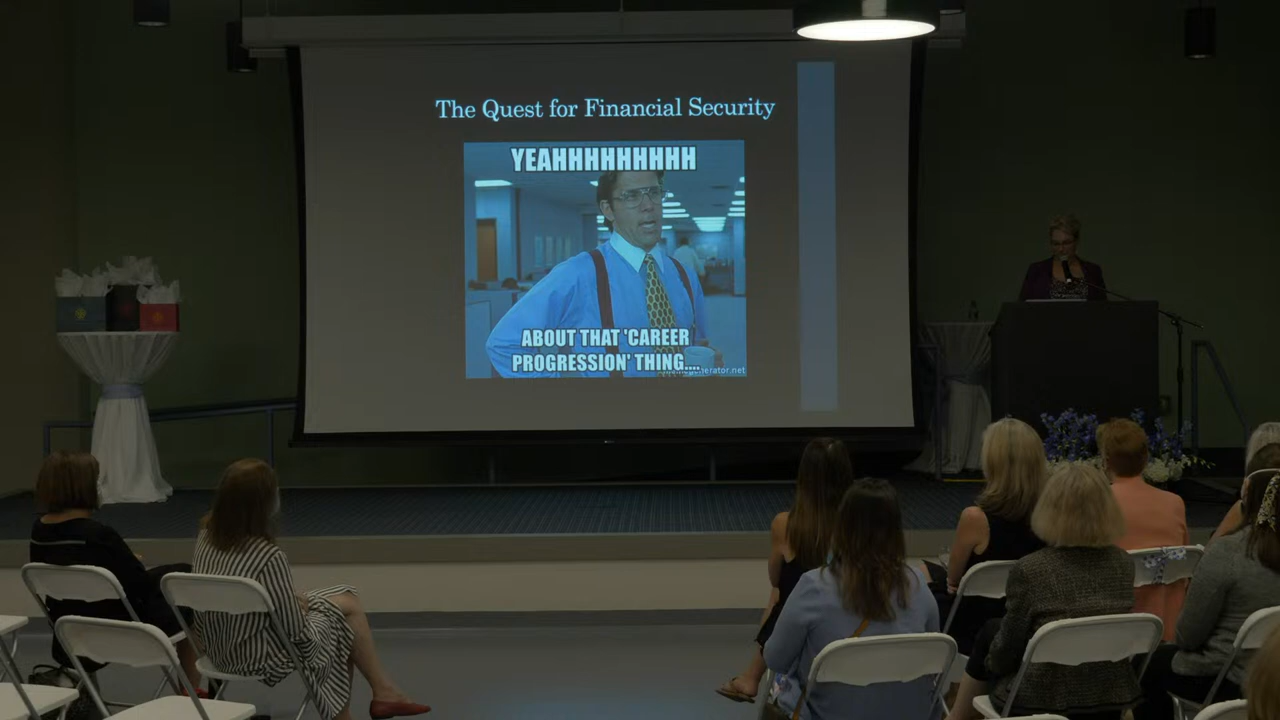 The Quest for Financial Security
YEAHHHHHHHHH
ABOUT THAT 'CAREER
PROGRESSION' THING....